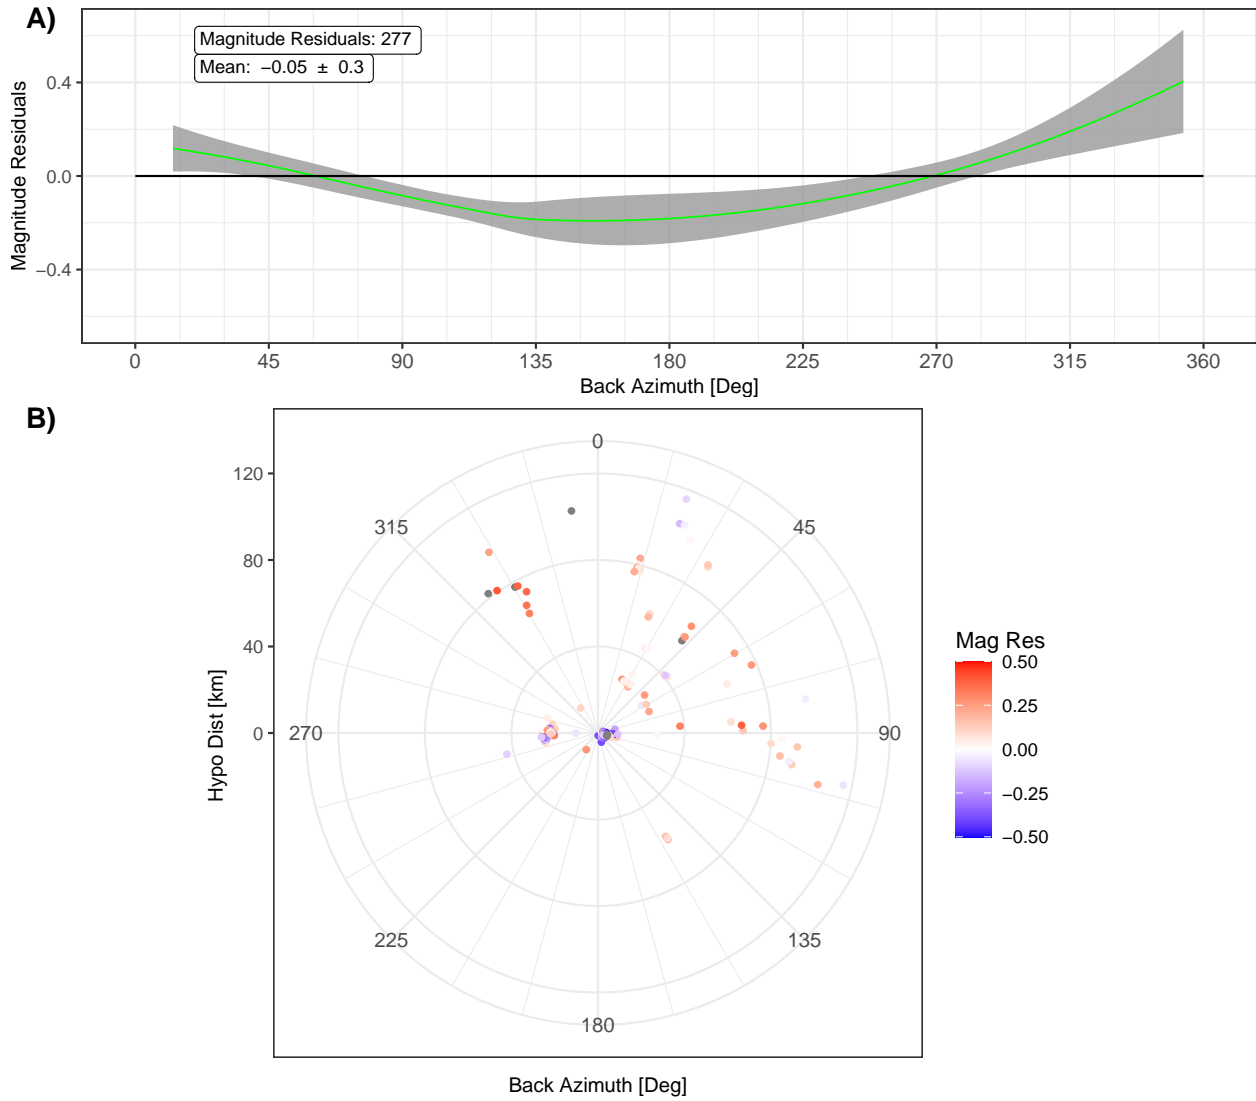 A)
Magnitude Residuals: 277
Mean:  −0.05  ±  0.3
0.4
0.0
−0.4
Magnitude Residuals
0 45 90 135 180 225 270 315 360
Back Azimuth [Deg]
B)
120
80
40
0
Hypo Dist [km]
0
45
90
135
180
225
270
315
Back Azimuth [Deg]
Mag Res
0.50
0.25
0.00
−0.25
−0.50